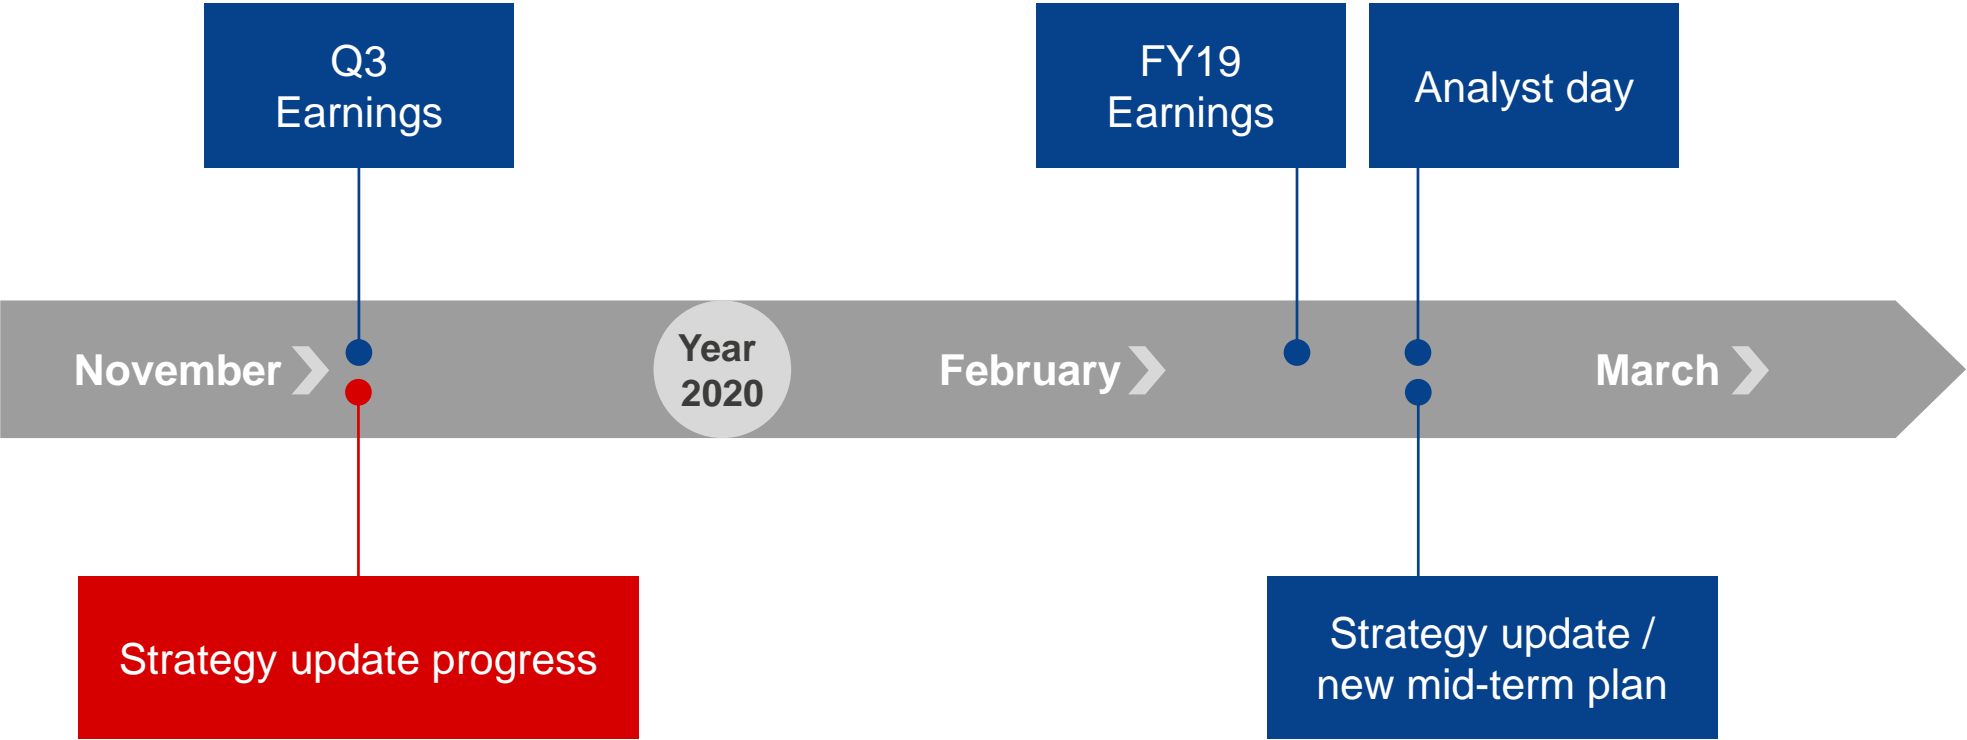 Q3
Earnings
FY19
Earnings
Analyst day
November
Year
2020
February
March
Strategy update progress
Strategy update /
new mid-term plan